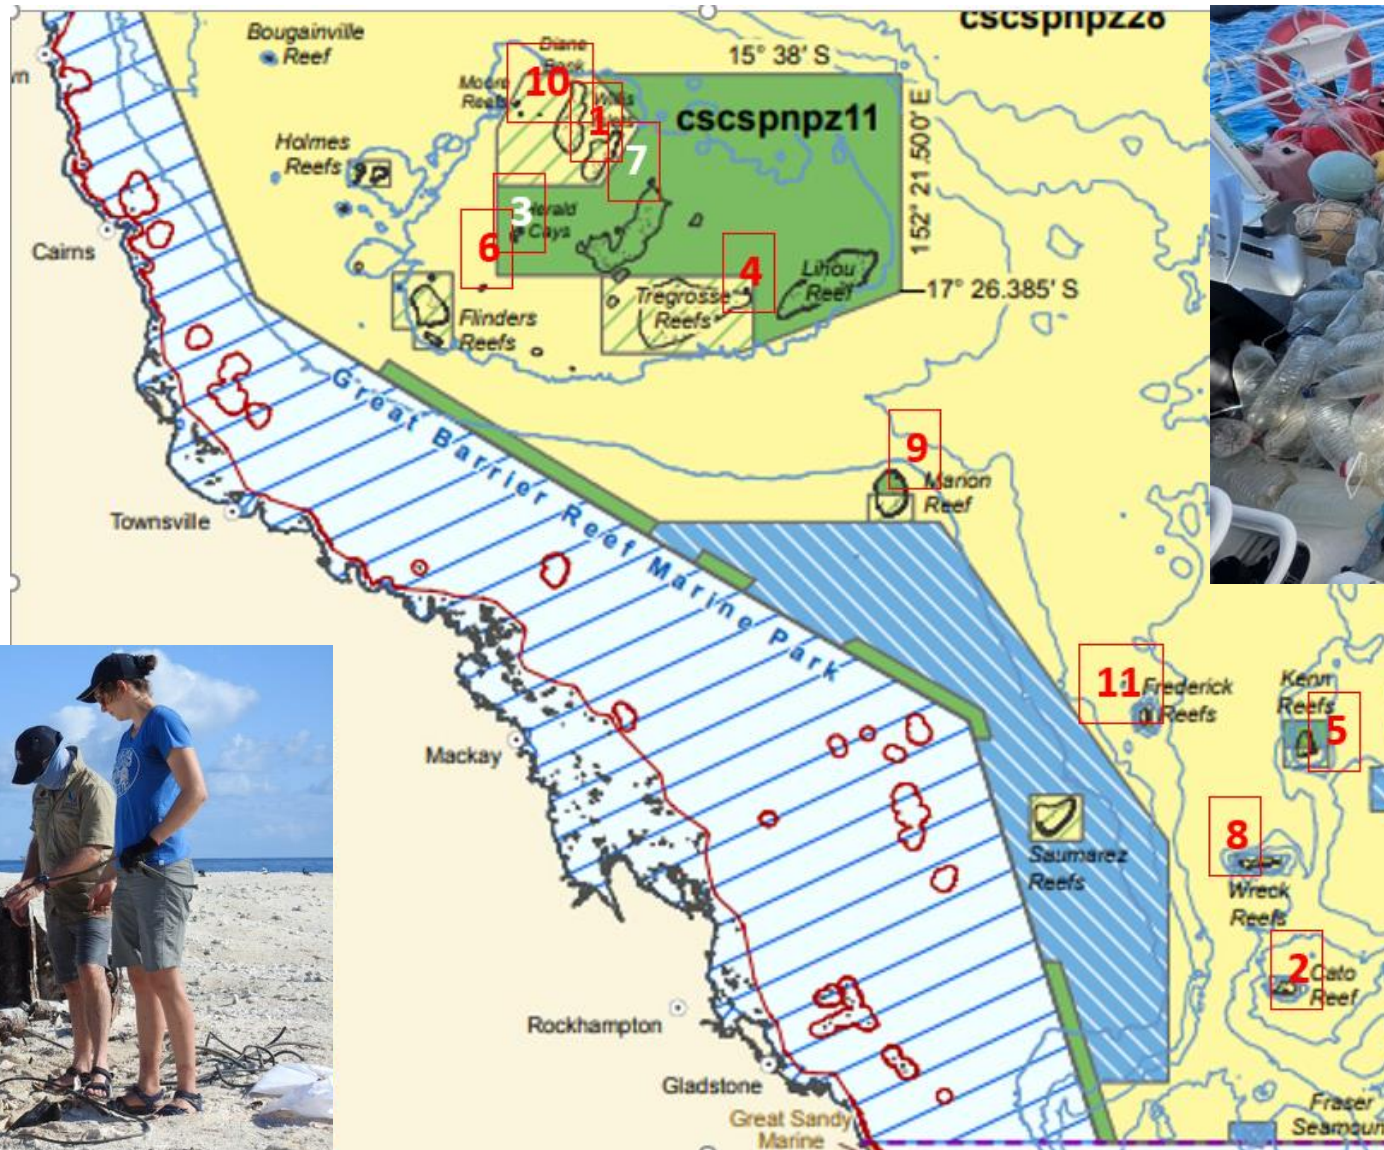 cscspnpz28
Bougainville
Reef
Diane
Bank
15° 38' S
10
Moore
Reefs
Willis
1
cscspnpz11
7
Holmes
Reefs
152° 21.500' E
3
Herald
Cays
6
Cairns
4
Lihou
Reef
17° 26.385' S
Tregrosse
Reefs
Flinders
Reefs
Great Barrier Reef Marine Park
9
Marion
Reef
Townsville
11
Frederick
Reefs
Kenn
Reefs
5
Mackay
8
Saumarez
Reefs
Wreck
Reefs
2
Cato
Reef
Rockhampton
Gladstone
Great Sandy
Marine
Fraser
Seamoun